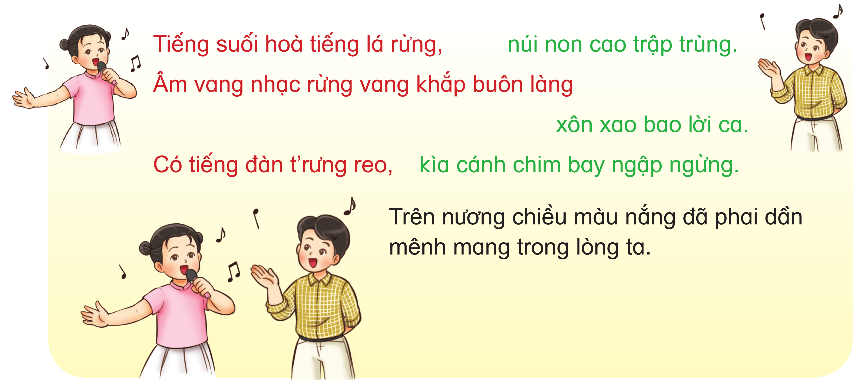 Tiếng suối hoà tiếng lá rừng, núi non cao trập trùng.
Âm vang nhạc rừng vang khắp buôn làng
xôn xao bao lời ca.
Có tiếng đàn t’rưng reo, kìa cánh chim bay ngập ngừng.
Trên nương chiều màu nắng đã phai dần
mênh mang trong lòng ta.